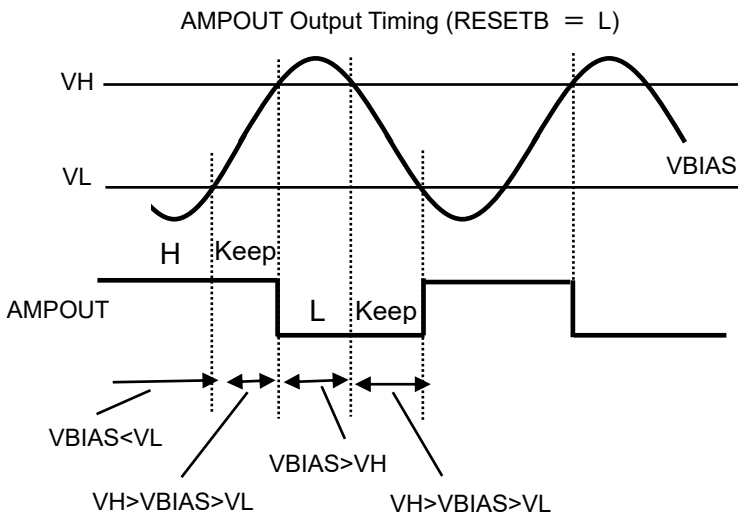 AMPOUT Output Timing (RESETB = L)
VH
VBIAS
VL
H Keep
AMPOUT
L Keep
VBIAS<VL
VBIAS>VH
VH>VBIAS>VL
VH>VBIAS>VL